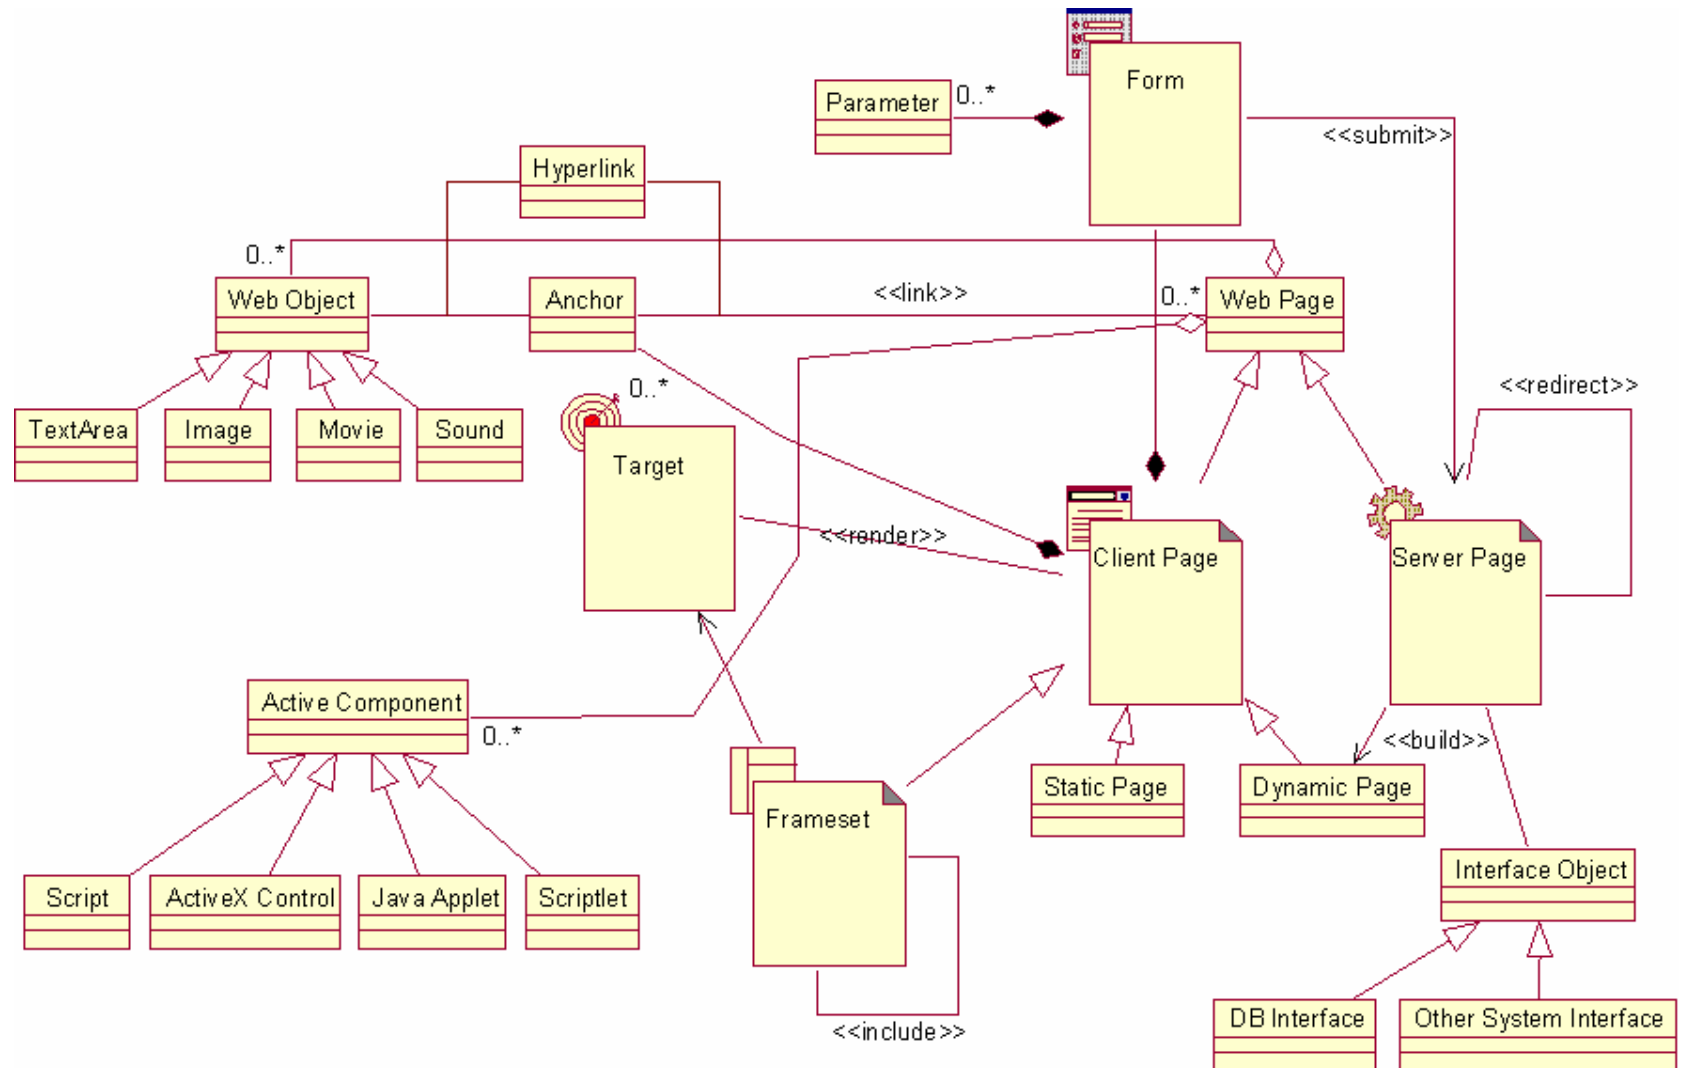 Form
Parameter
0..*
<<submit>>
Hyperlink
0..*
Web Object
Anchor
<<link>>
0..*
Web Page
0..*
<<redirect>>
TextArea
Image
Movie
Sound
Target
<<render>>
Client Page
Server Page
Active Component
0..*
<<build>>
Static Page
Dynamic Page
Frameset
Interface Object
Script
ActiveX Control
Java Applet
Scriptlet
<<include>>
DB Interface
Other System Interface